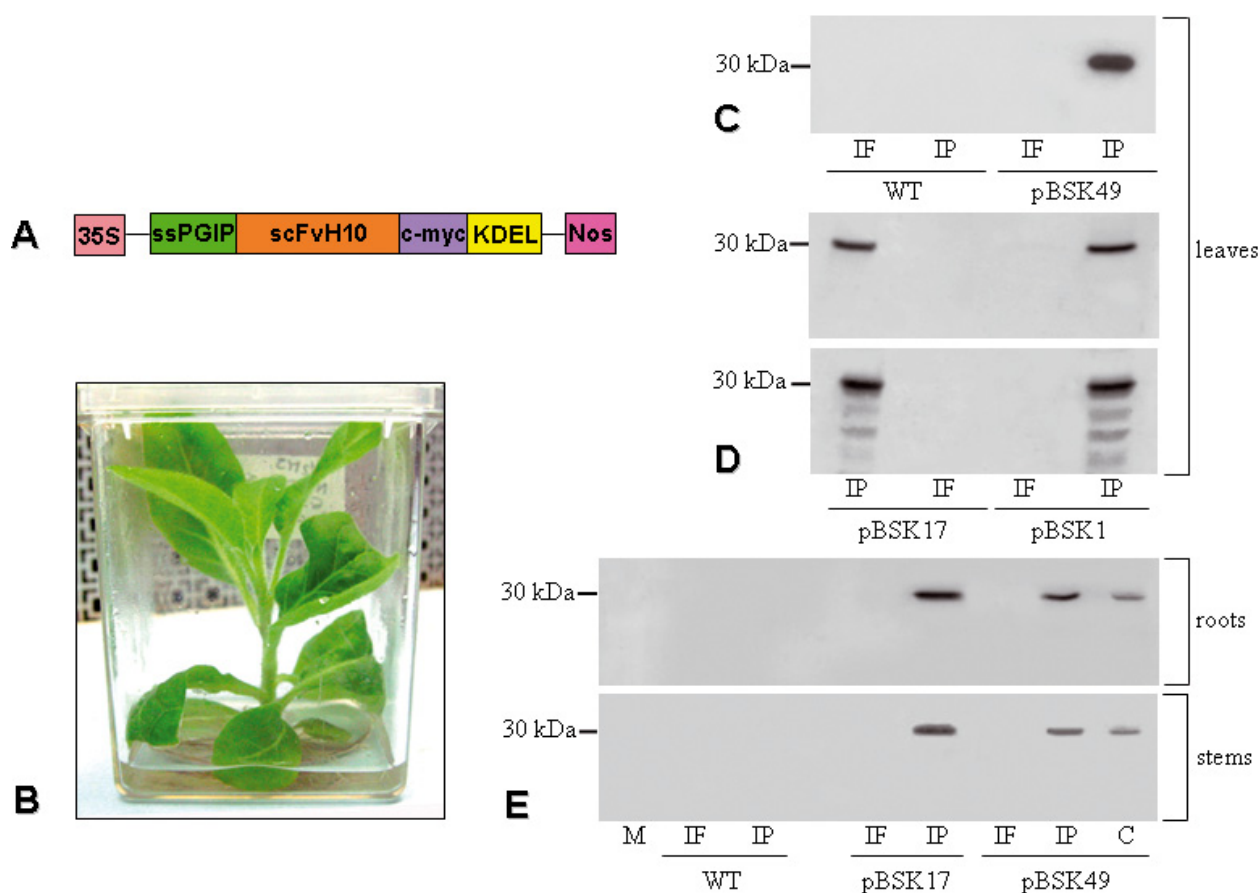 A
35S ssPGIP scFvH10 c-myc KDEL Nos
B
30 kDa
C
IF IP IF IP
WT pBSK49
30 kDa
30 kDa
D
IP IF IF IP
pBSK17 pBSK1
leaves
30 kDa
roots
30 kDa
stems
E
M IF IP IF IP IF IP C
WT pBSK17 pBSK49